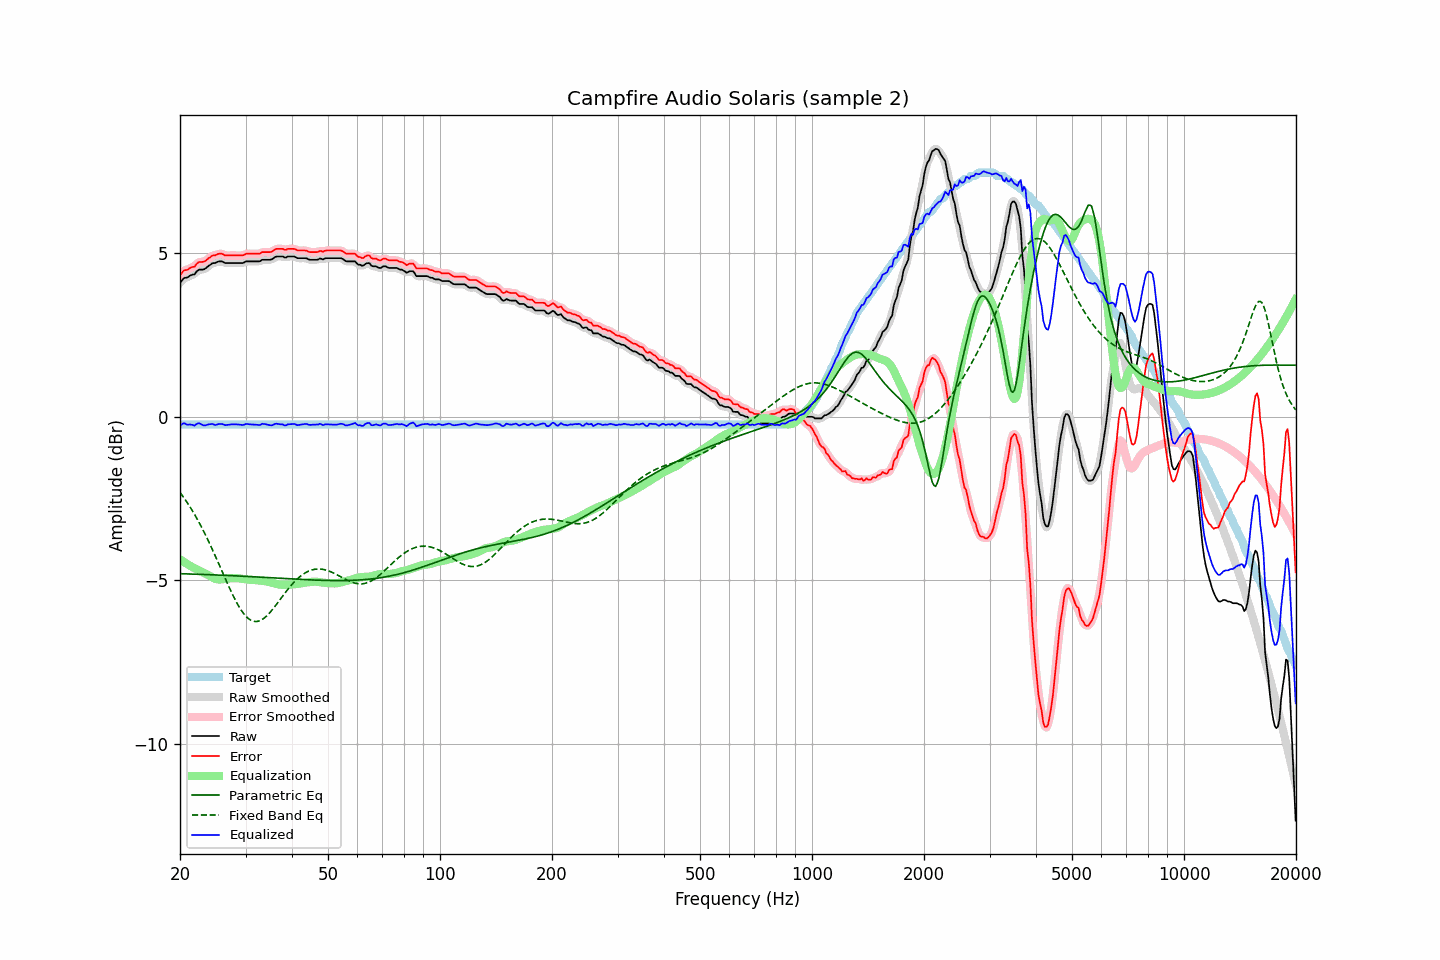 Campfire Audio Solaris (sample 2)
Amplitude (dBr)
5
0
−5
−10
Target
Raw Smoothed
Error Smoothed
Raw
Error
Equalization
Parametric Eq
Fixed Band Eq
Equalized
20 50 100 200 500 1000 2000 5000 10000 20000
Frequency (Hz)